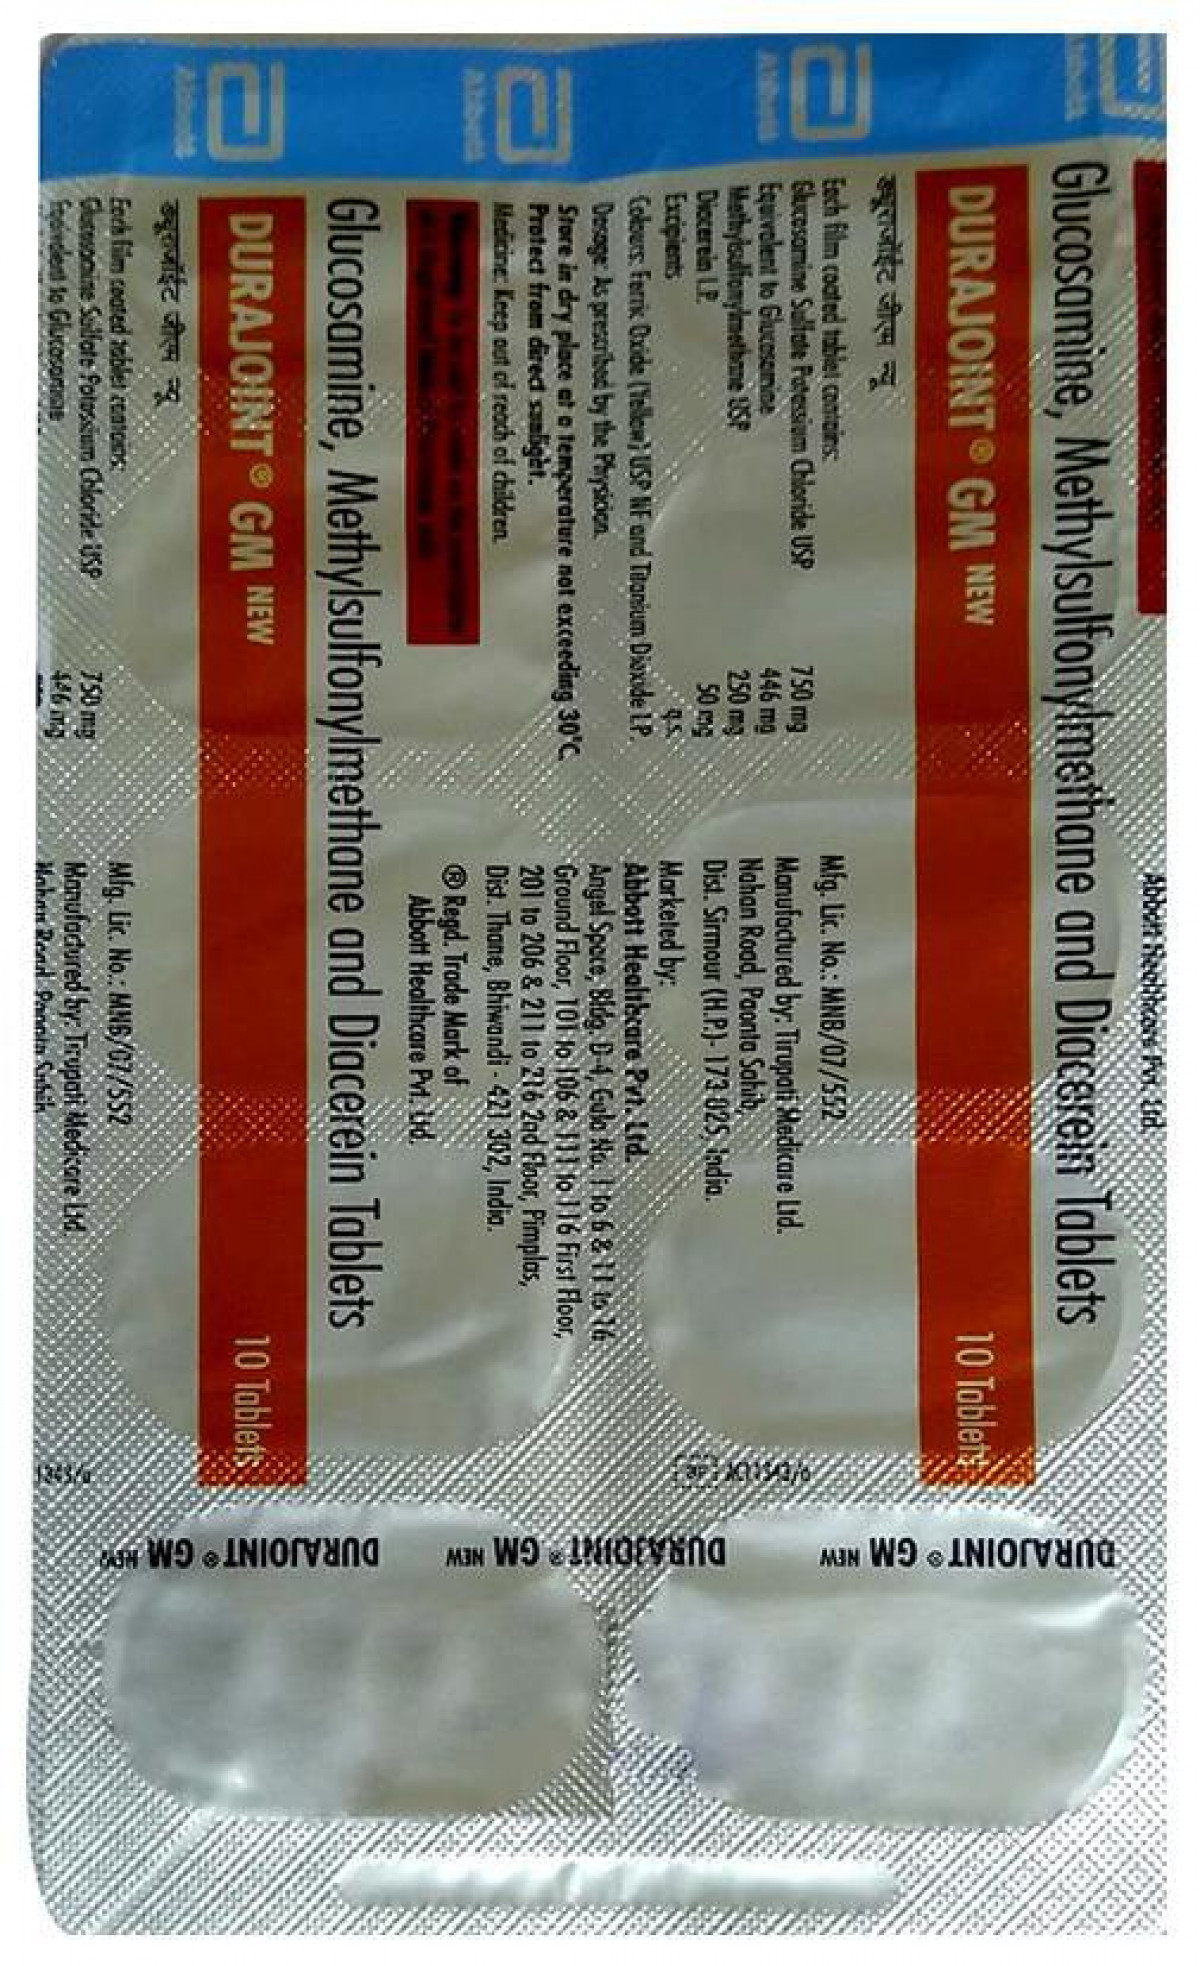 Abbott
Abbott
Abbott
Abbott
Abbott Healthcare Pvt. Ltd.
Glucosamine, Methylsulfonylmethane and Diacerein Tablets
DURAJOINT® GM NEW 10 Tablets
ड्यूराजॉइंट जीएम न्यू
Each film coated tablet contains:
Glucosamine Sulfate Potassium Chloride USP 750 mg
Equivalent to Glucosamine 446 mg
Methylsulfonylmethane USP 250 mg
Diacerein I.P. 50 mg
Excipients q.s.
Colours: Ferric Oxide (Yellow) USP NF and Titanium Dioxide I.P.
Dosage: As prescribed by the Physician.
Store in dry place at a temperature not exceeding 30°C.
Protect from direct sunlight.
Medicine: Keep out of reach of children.
Mfg. Lic. No.: MNB/07/552
Manufactured by: Tirupati Medicare Ltd.
Nahan Road, Paonta Sahib,
Dist. Sirmour (H.P.)- 173 025, India.
Marketed by:
Abbott Healthcare Pvt. Ltd.
Angel Space, Bldg. D-4, Gala No. 1 to 6 & 11 to 16
Ground Floor, 101 to 106 & 111 to 116 First Floor,
201 to 206 & 211 to 216 2nd Floor, Pimplas,
Dist. Thane, Bhiwandi - 421 302, India.
® Regd. Trade Mark of
Abbott Healthcare Pvt. Ltd.
AC11543/a
Glucosamine, Methylsulfonylmethane and Diacerein Tablets
DURAJOINT® GM NEW 10 Tablets
ड्यूराजॉइंट जीएम न्यू
Each film coated tablet contains:
Glucosamine Sulfate Potassium Chloride USP 750 mg
Equivalent to Glucosamine 446 mg
Mfg. Lic. No.: MNB/07/552
Manufactured by: Tirupati Medicare Ltd.
Nahan Road, Paonta Sahib,
DURAJOINT® GM NEW
DURAJOINT® GM NEW
DURAJOINT® GM NEW